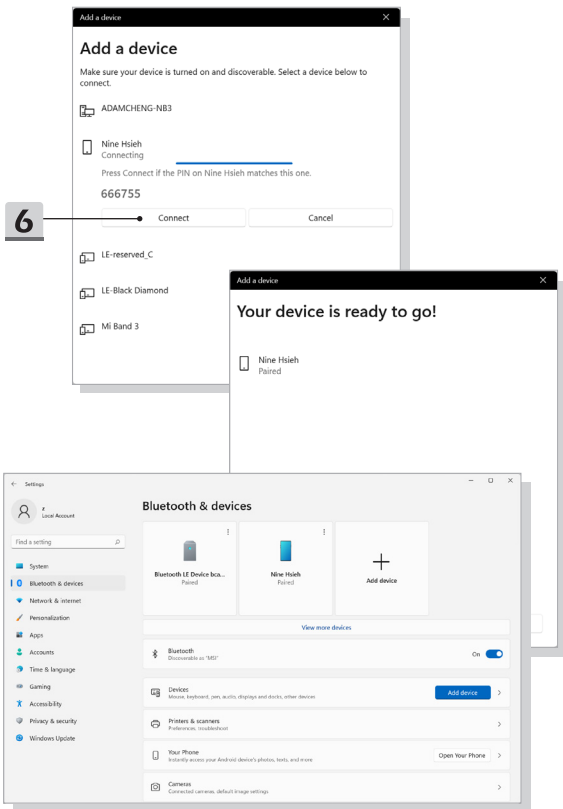 Add a device
Add a device
Make sure your device is turned on and discoverable. Select a device below to
connect.
ADAMCHENG-NB3
Nine Hsieh
Connecting
Press Connect if the PIN on Nine Hsieh matches this one.
666755
6
Connect
Cancel
LE-reserved_C
LE-Black Diamond
Mi Band 3
Add a device
Your device is ready to go!
Nine Hsieh
Paired
Settings
z
Local Account
Find a setting
System
Bluetooth & devices
Network & internet
Personalization
Apps
Accounts
Time & language
Gaming
Accessibility
Privacy & security
Windows Update
Bluetooth & devices
Bluetooth LE Device bca...
Paired
Nine Hsieh
Paired
Add device
View more devices
Bluetooth
Discoverable as "MSI"
On
Devices
Mouse, keyboard, pen, audio, displays and docks, other devices
Add device
Printers & scanners
Preferences, troubleshoot
Your Phone
Instantly access your Android device's photos, texts, and more
Open Your Phone
Cameras
Connected cameras, default image settings